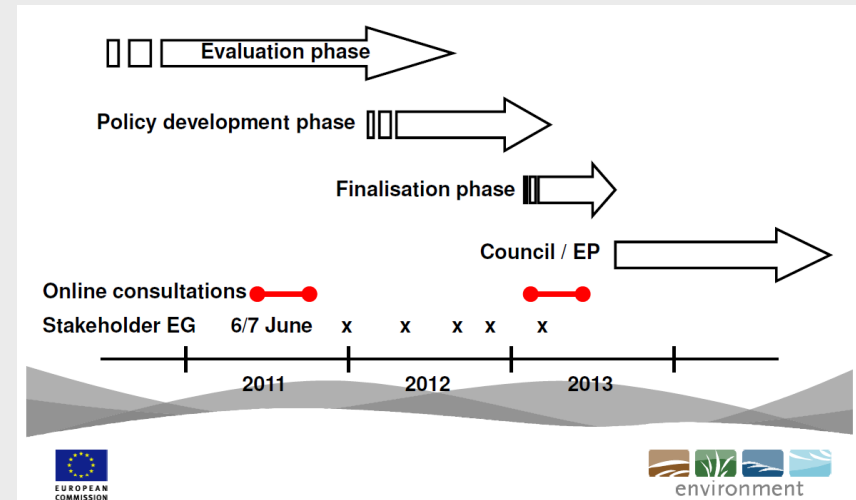 Evaluation phase
Policy development phase
Finalisation phase
Council / EP
Online consultations
Stakeholder EG 6/7 June x x x x x
2011 2012 2013
EUROPEAN
COMMISSION
environment